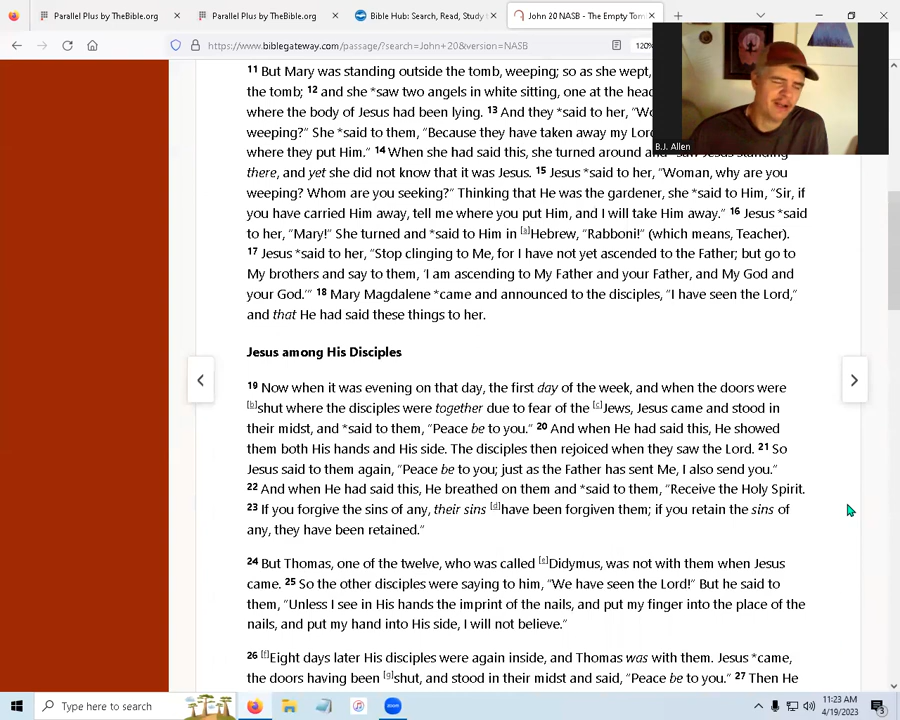 Parallel Plus by TheBible.org
Parallel Plus by TheBible.org
Bible Hub: Search, Read, Study t
John 20 NASB - The Empty Tom
https://www.biblegateway.com/passage/?search=John+20&version=NASB
120%
B.J. Allen
11 But Mary was standing outside the tomb, weeping; so as she wept,
the tomb; 12 and she *saw two angels in white sitting, one at the head
where the body of Jesus had been lying. 13 And they *said to her, "Wo
weeping?" She *said to them, "Because they have taken away my Lord
where they put Him." 14 When she had said this, she turned around and *saw Jesus standing
there, and yet she did not know that it was Jesus. 15 Jesus *said to her, "Woman, why are you
weeping? Whom are you seeking?" Thinking that He was the gardener, she *said to Him, "Sir, if
you have carried Him away, tell me where you put Him, and I will take Him away." 16 Jesus *said
to her, "Mary!" She turned and *said to Him in [a]Hebrew, "Rabboni!" (which means, Teacher).
17 Jesus *said to her, "Stop clinging to Me, for I have not yet ascended to the Father; but go to
My brothers and say to them, 'I am ascending to My Father and your Father, and My God and
your God.'" 18 Mary Magdalene *came and announced to the disciples, "I have seen the Lord,"
and that He had said these things to her.
Jesus among His Disciples
19 Now when it was evening on that day, the first day of the week, and when the doors were
[b]shut where the disciples were together due to fear of the [c]Jews, Jesus came and stood in
their midst, and *said to them, "Peace be to you." 20 And when He had said this, He showed
them both His hands and His side. The disciples then rejoiced when they saw the Lord. 21 So
Jesus said to them again, "Peace be to you; just as the Father has sent Me, I also send you."
22 And when He had said this, He breathed on them and *said to them, "Receive the Holy Spirit.
23 If you forgive the sins of any, their sins [d]have been forgiven them; if you retain the sins of
any, they have been retained."
24 But Thomas, one of the twelve, who was called [e]Didymus, was not with them when Jesus
came. 25 So the other disciples were saying to him, "We have seen the Lord!" But he said to
them, "Unless I see in His hands the imprint of the nails, and put my finger into the place of the
nails, and put my hand into His side, I will not believe."
26 [f]Eight days later His disciples were again inside, and Thomas was with them. Jesus *came,
the doors having been [g]shut, and stood in their midst and said, "Peace be to you." 27 Then He
Type here to search
zoom
11:23 AM
4/19/2023
3